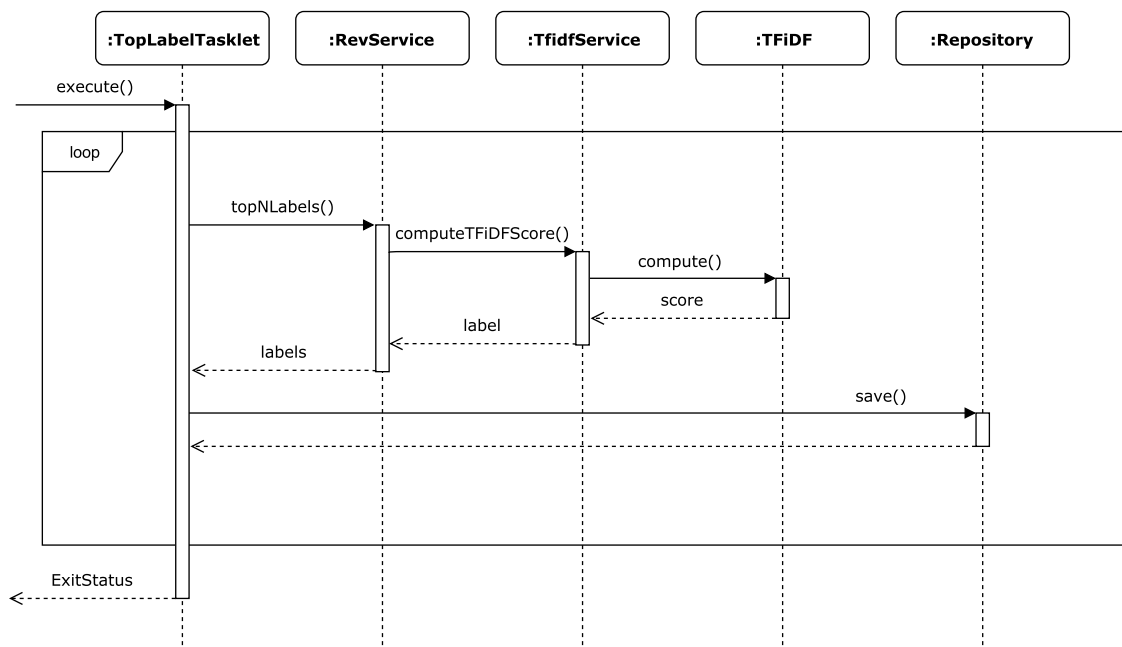 :TopLabelTasklet
:RevService
:TfidfService
:TFiDF
:Repository
execute()
loop
topNLabels()
computeTFiDFScore()
compute()
score
label
labels
save()
ExitStatus